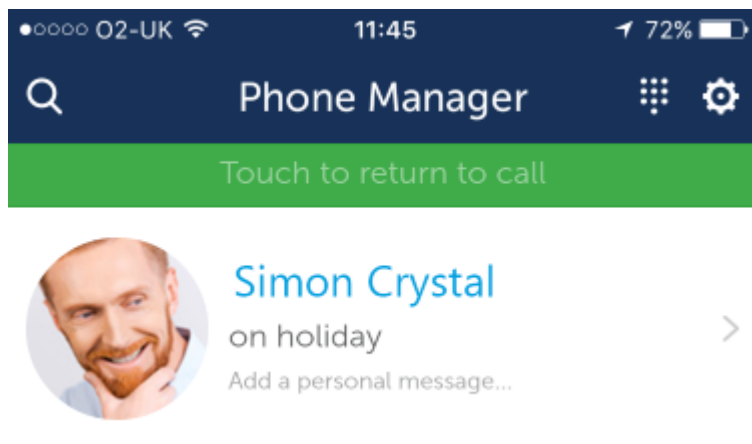 O2-UK 11:45 72%
Phone Manager
Touch to return to call
Simon Crystal
on holiday
Add a personal message...